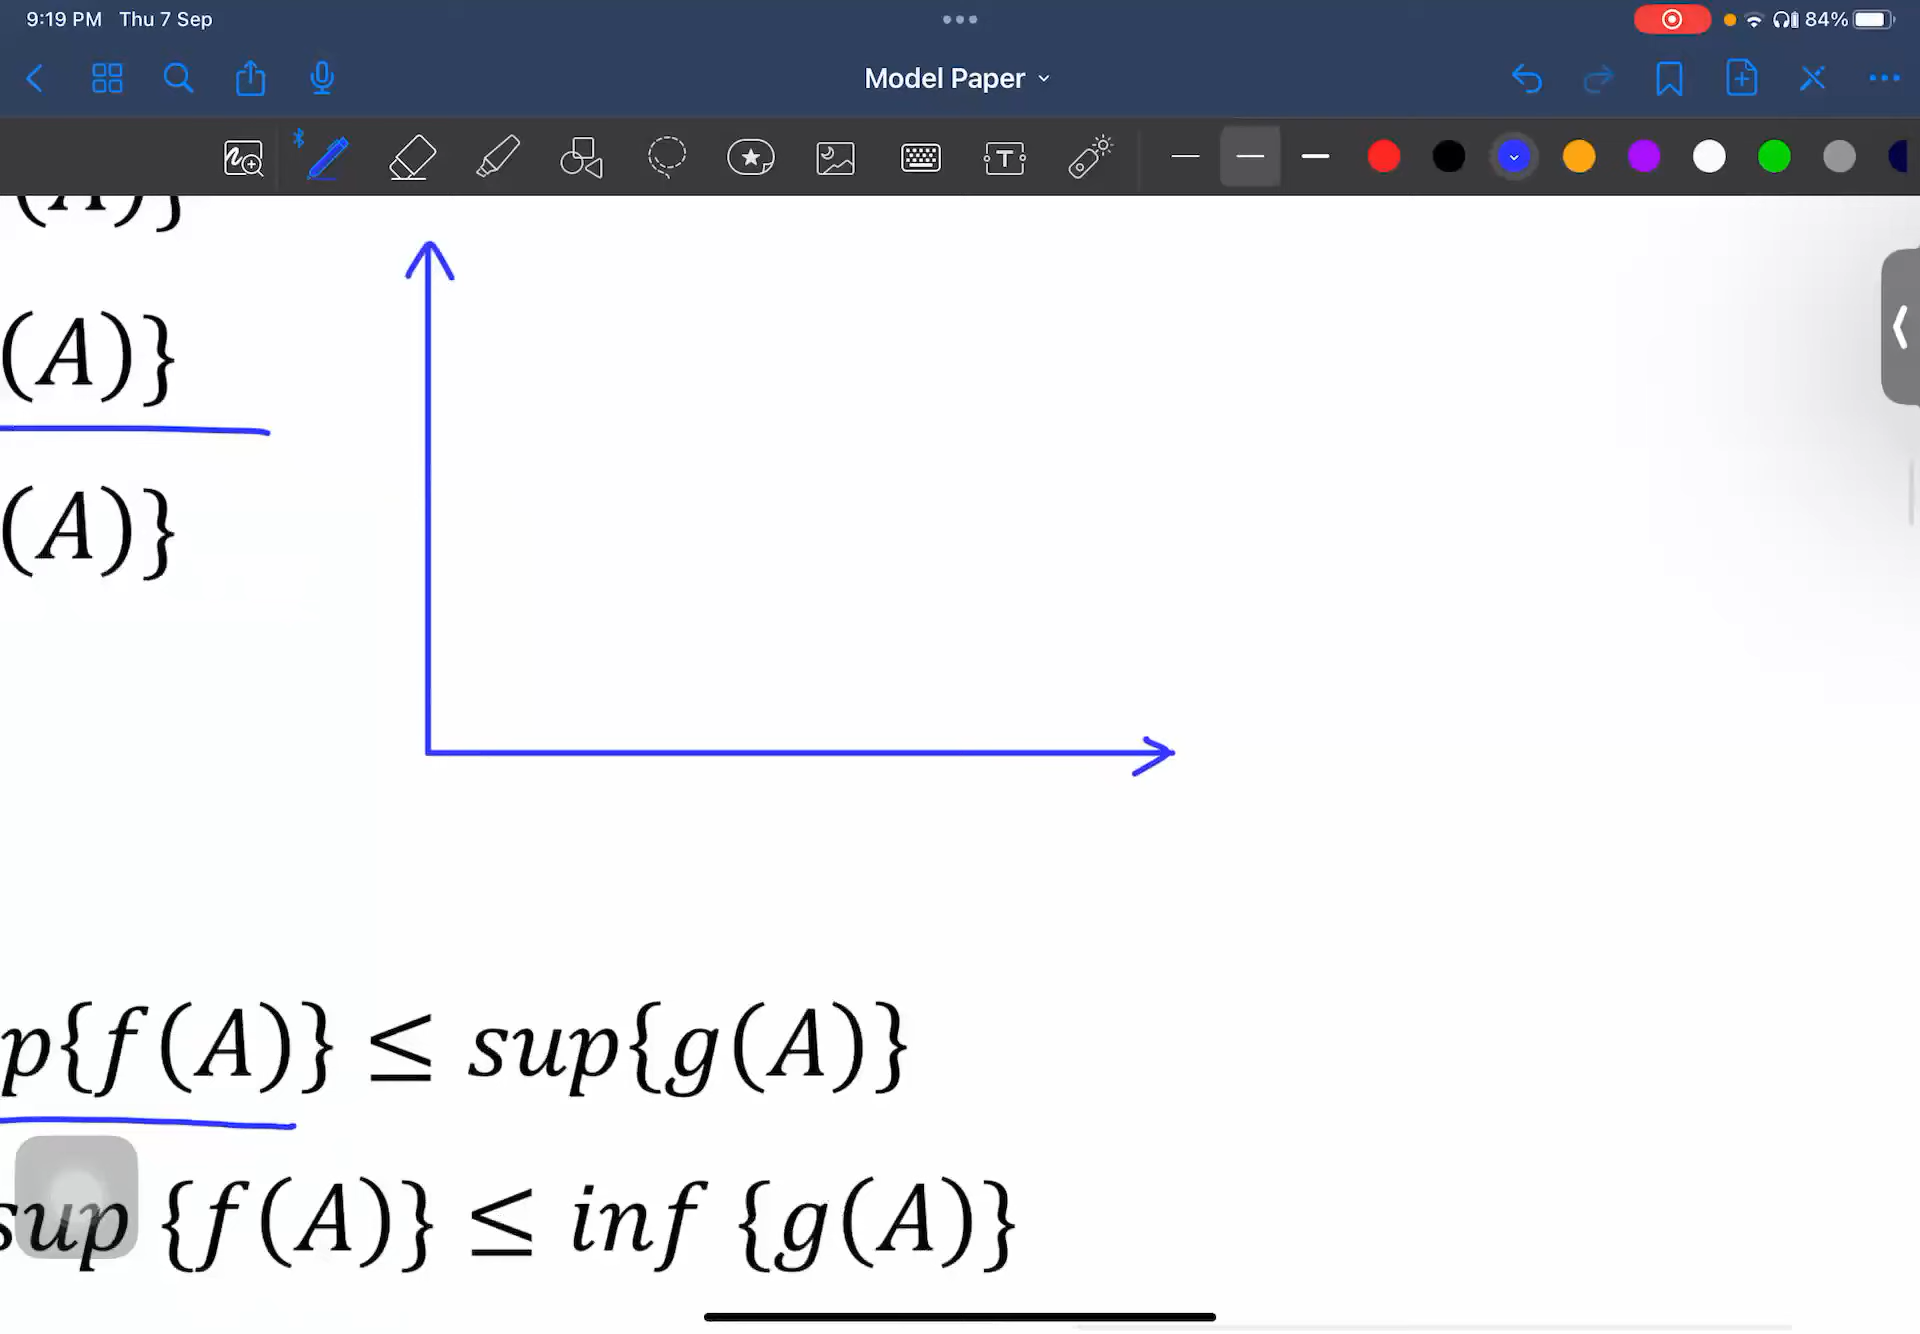 9:19 PM Thu 7 Sep
84%
Model Paper
T
(A)}
(A)}
(A)}
p{f(A)} ≤ sup{g(A)}
sup {f(A)} ≤ inf {g(A)}